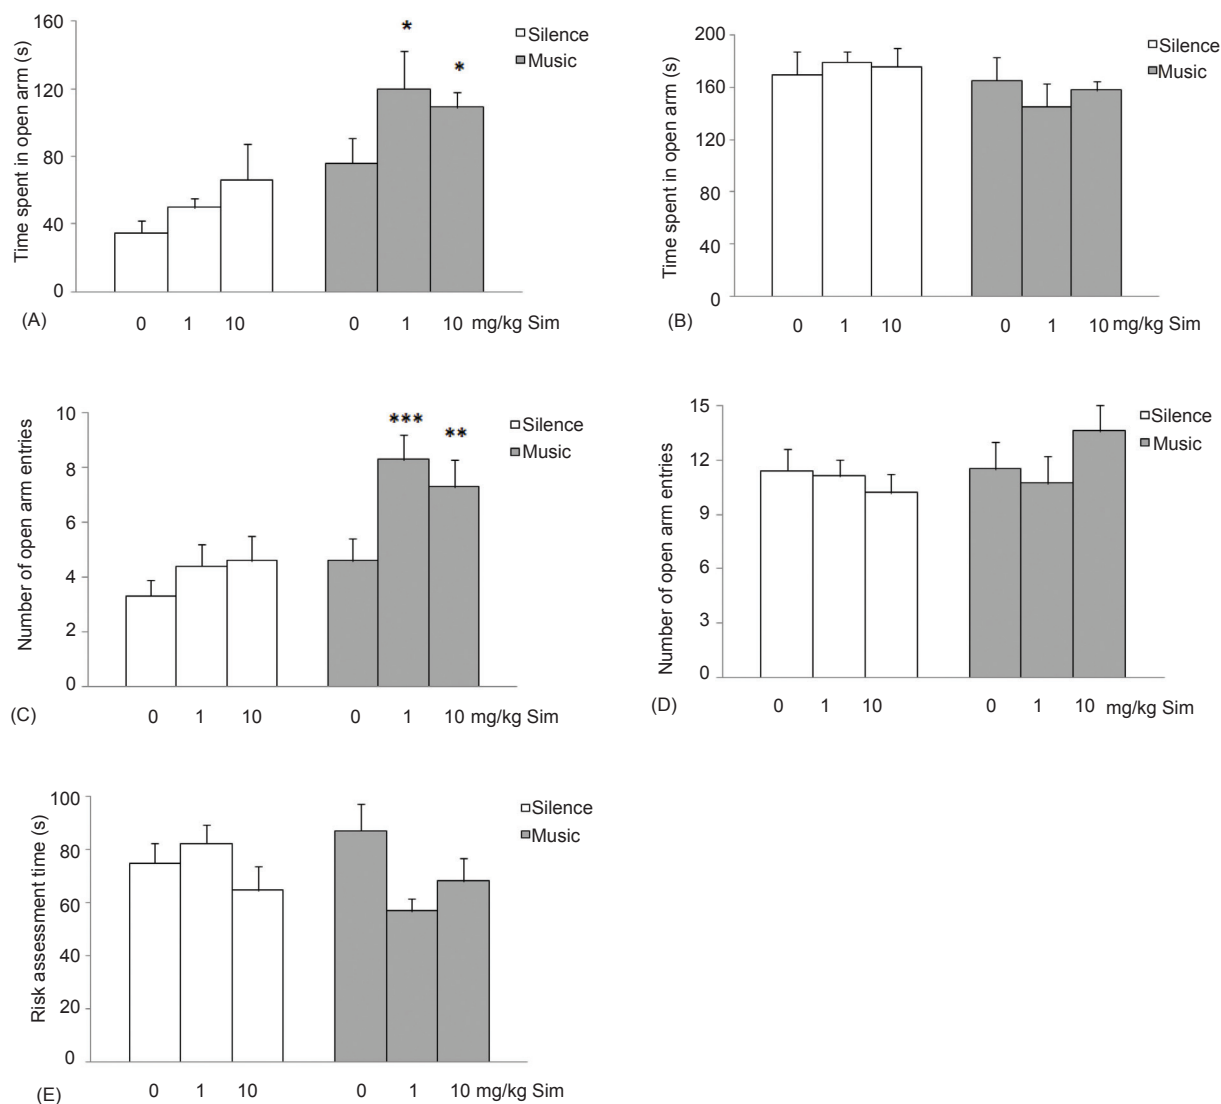 160
120
80
40
0
Time spent in open arm (s)
*
*
Silence
Music
0 1 10 0 1 10 mg/kg Sim
(A)
200
160
120
80
40
0
Time spent in open arm (s)
Silence
Music
0 1 10 0 1 10 mg/kg Sim
(B)
10
8
6
4
2
0
Number of open arm entries
***
**
Silence
Music
0 1 10 0 1 10 mg/kg Sim
(C)
15
12
9
6
3
0
Number of open arm entries
Silence
Music
0 1 10 0 1 10 mg/kg Sim
(D)
100
80
60
40
20
0
Risk assessment time (s)
Silence
Music
0 1 10 0 1 10 mg/kg Sim
(E)